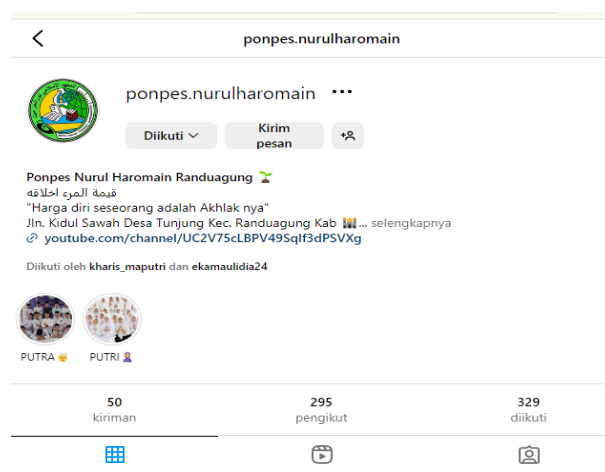 ponpes.nurulharomain
ponpes.nurulharomain
Diikuti
Kirim pesan
Ponpes Nurul Haromain Randuagung 🌱
قيمة المرء اخلاقه
"Harga diri seseorang adalah Akhlak nya"
Jln. Kidul Sawah Desa Tunjung Kec. Randuagung Kab 🕌... selengkapnya
youtube.com/channel/UC2V75cLBPV49SqIf3dPSVXg
Diikuti oleh kharis_maputri dan ekamaulidia24
PUTRA 👳 PUTRI 🧕
50 295 329
kiriman pengikut diikuti